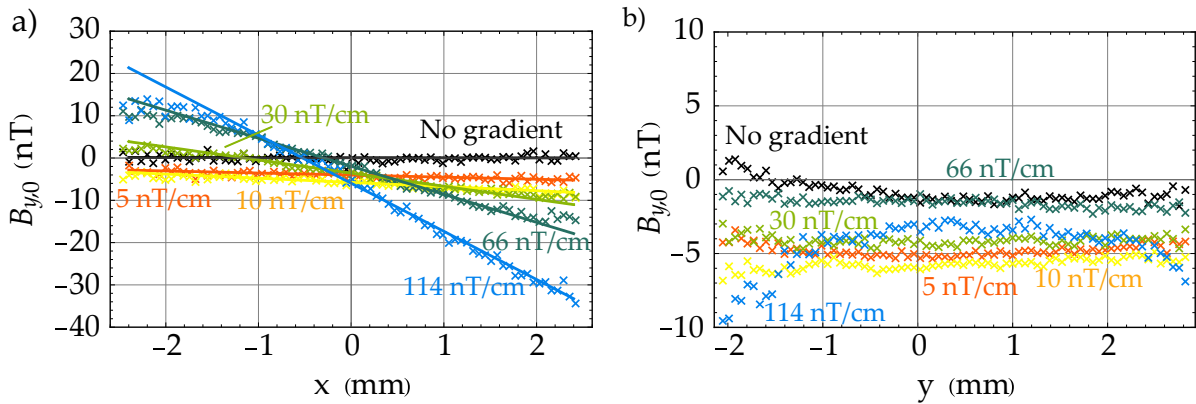 a)
B_{y,0} (nT)
30
20
10
0
−10
−20
−30
−40
30 nT/cm
No gradient
5 nT/cm
10 nT/cm
66 nT/cm
114 nT/cm
−2
−1
0
1
2
x (mm)
b)
B_{y,0} (nT)
10
5
0
−5
−10
No gradient
66 nT/cm
30 nT/cm
5 nT/cm
10 nT/cm
114 nT/cm
−2
−1
0
1
2
y (mm)